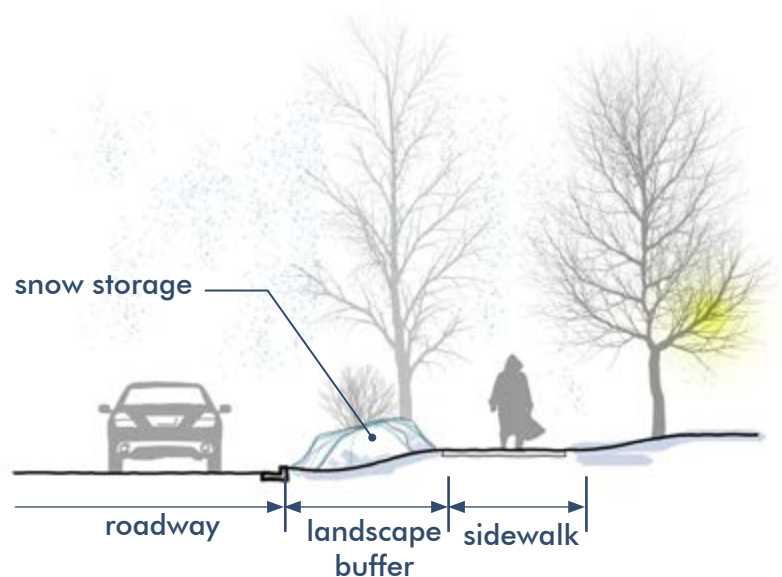 snow storage
roadway
landscape
buffer
sidewalk